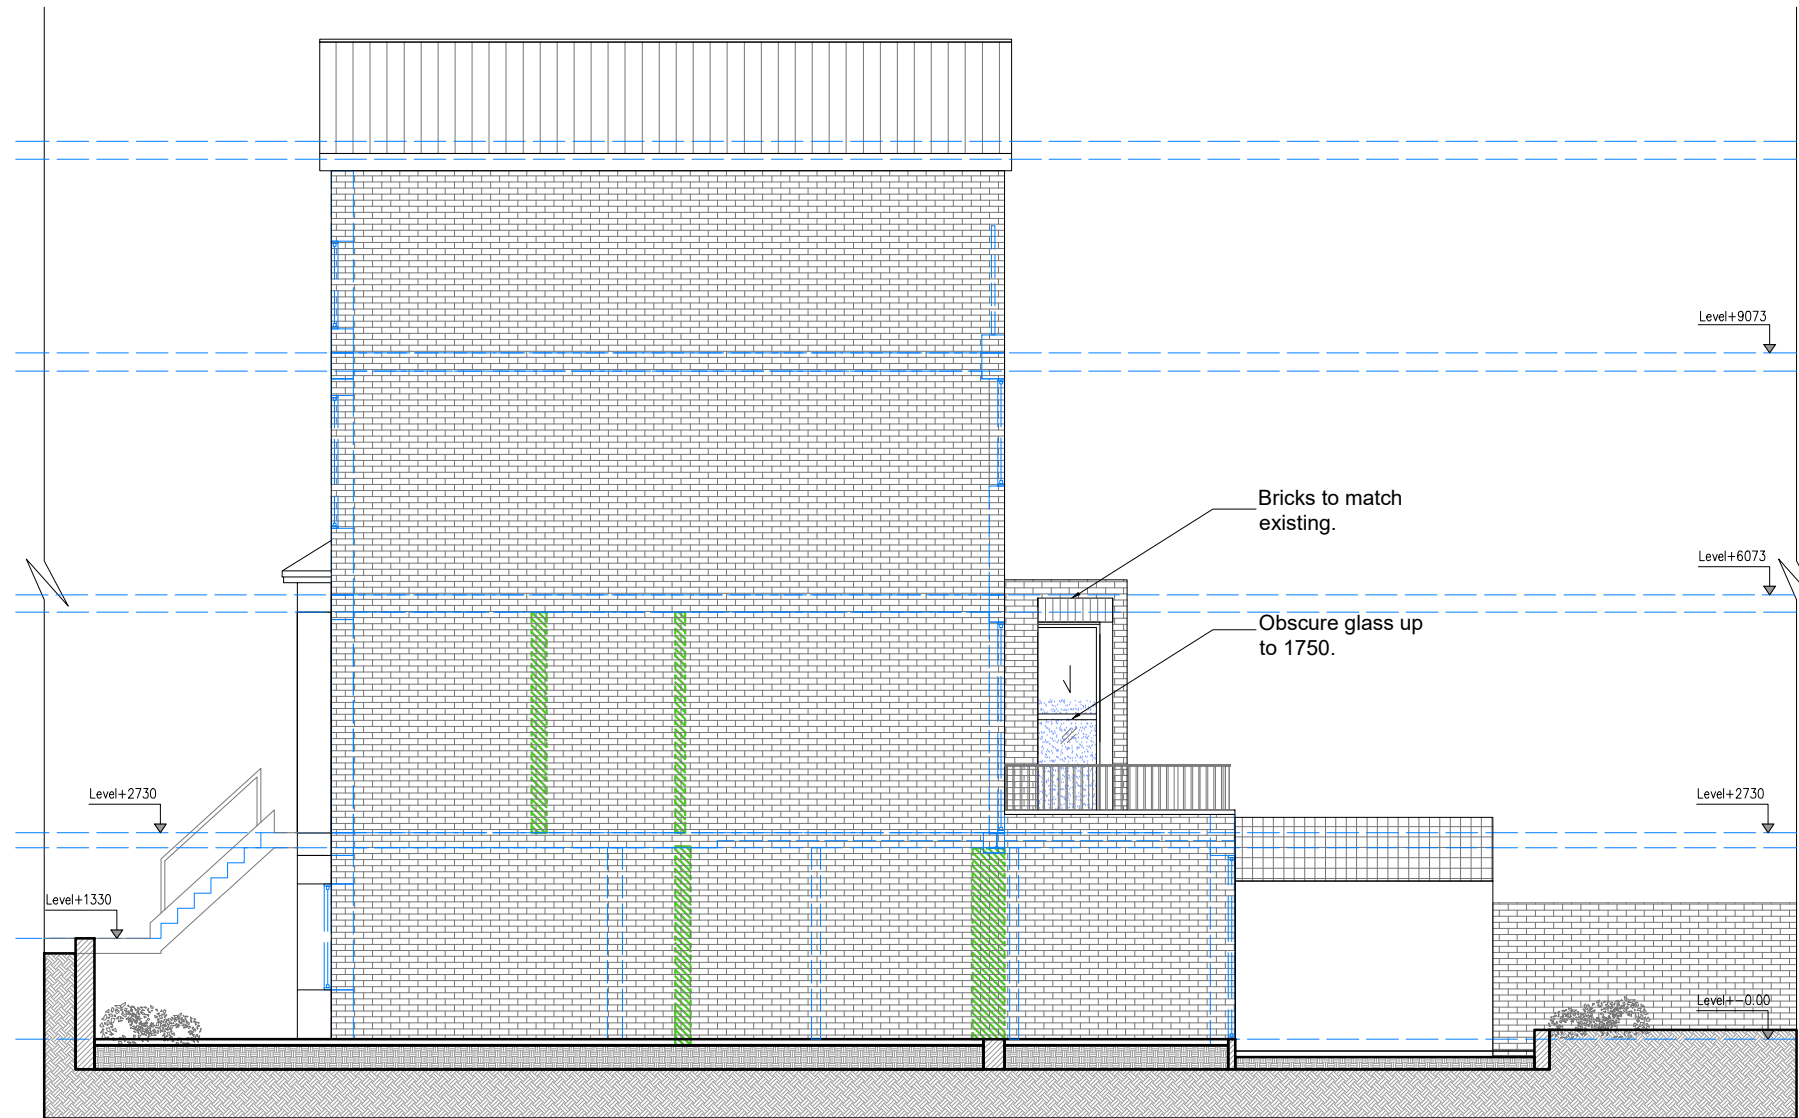 Level+9073
Bricks to match
existing.
Level+6073
Obscure glass up
to 1750.
Level+2730
Level+2730
Level+1330
Level+-0.00